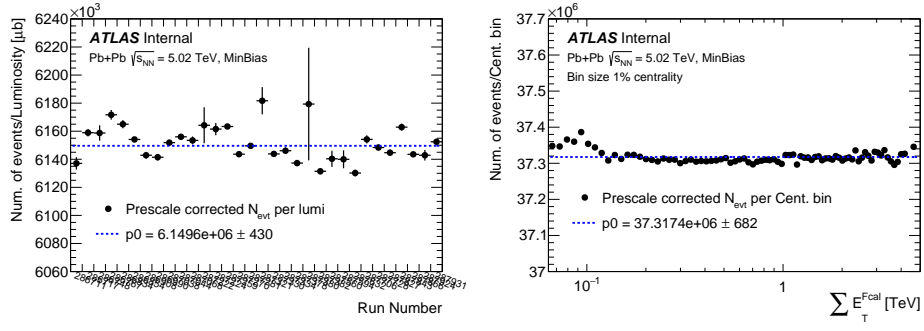 ×10³
6240
6220
6200
6180
6160
6140
6120
6100
6080
6060
Num. of events/Luminosity [μb]
ATLAS Internal
Pb+Pb √sNN = 5.02 TeV, MinBias
Prescale corrected Nevt per lumi
p0 = 6.1496e+06 ± 430
Run Number
×10⁶
37.7
37.6
37.5
37.4
37.3
37.2
37.1
37
Num. of events/Cent. bin
ATLAS Internal
Pb+Pb √sNN = 5.02 TeV, MinBias
Bin size 1% centrality
Prescale corrected Nevt per Cent. bin
p0 = 37.3174e+06 ± 682
10⁻¹
1
∑ E_T^Fcal [TeV]